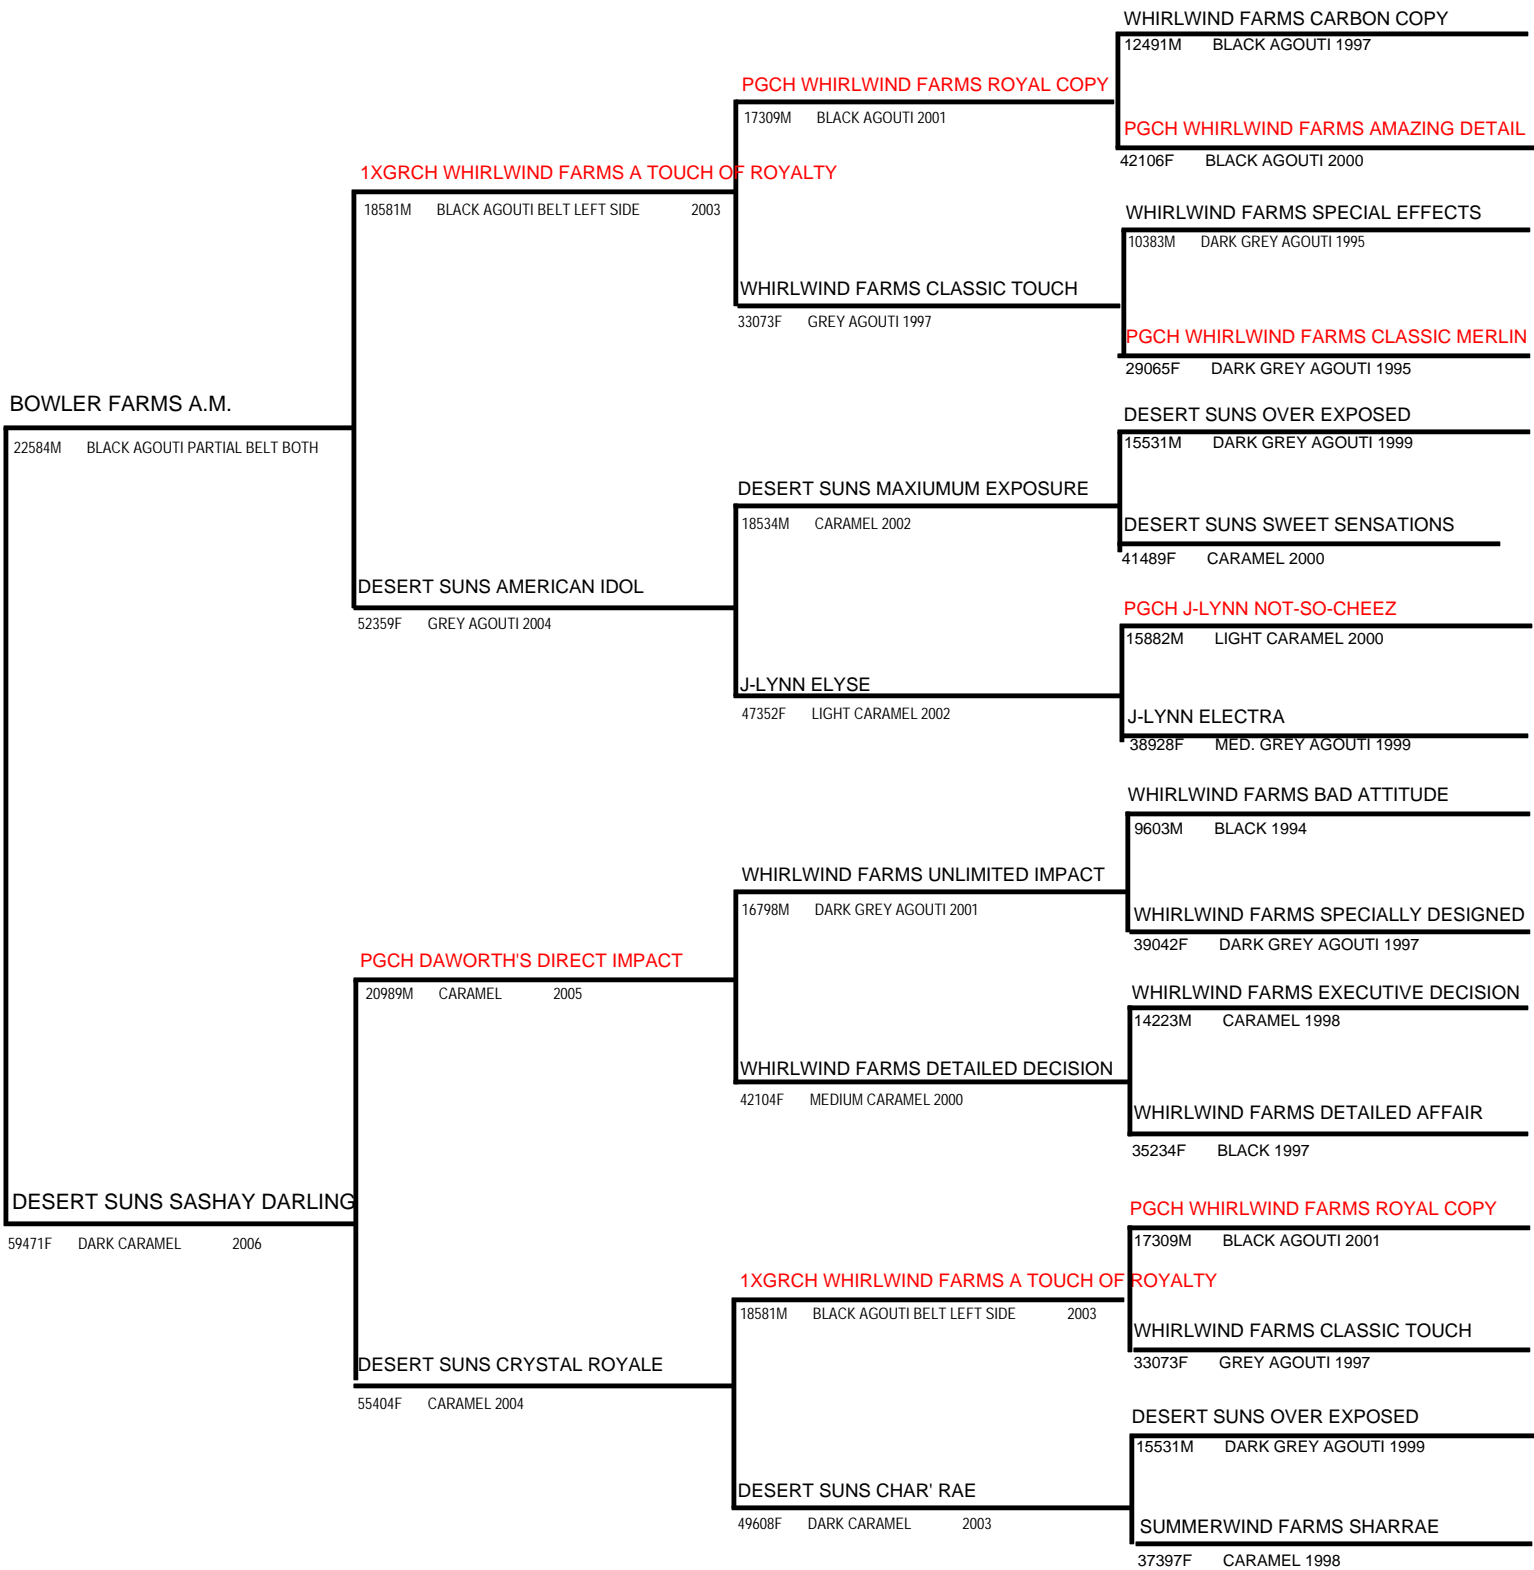 WHIRLWIND FARMS CARBON COPY
12491M BLACK AGOUTI 1997
PGCH WHIRLWIND FARMS ROYAL COPY
17309M BLACK AGOUTI 2001
PGCH WHIRLWIND FARMS AMAZING DETAIL
42106F BLACK AGOUTI 2000
1XGRCH WHIRLWIND FARMS A TOUCH OF ROYALTY
18581M BLACK AGOUTI BELT LEFT SIDE 2003
WHIRLWIND FARMS SPECIAL EFFECTS
10383M DARK GREY AGOUTI 1995
WHIRLWIND FARMS CLASSIC TOUCH
33073F GREY AGOUTI 1997
PGCH WHIRLWIND FARMS CLASSIC MERLIN
29065F DARK GREY AGOUTI 1995
BOWLER FARMS A.M.
22584M BLACK AGOUTI PARTIAL BELT BOTH
DESERT SUNS OVER EXPOSED
15531M DARK GREY AGOUTI 1999
DESERT SUNS MAXIUMUM EXPOSURE
18534M CARAMEL 2002
DESERT SUNS SWEET SENSATIONS
41489F CARAMEL 2000
DESERT SUNS AMERICAN IDOL
52359F GREY AGOUTI 2004
PGCH J-LYNN NOT-SO-CHEEZ
15882M LIGHT CARAMEL 2000
J-LYNN ELYSE
47352F LIGHT CARAMEL 2002
J-LYNN ELECTRA
38928F MED. GREY AGOUTI 1999
WHIRLWIND FARMS BAD ATTITUDE
9603M BLACK 1994
WHIRLWIND FARMS UNLIMITED IMPACT
16798M DARK GREY AGOUTI 2001
WHIRLWIND FARMS SPECIALLY DESIGNED
39042F DARK GREY AGOUTI 1997
PGCH DAWORTH'S DIRECT IMPACT
20989M CARAMEL 2005
WHIRLWIND FARMS EXECUTIVE DECISION
14223M CARAMEL 1998
WHIRLWIND FARMS DETAILED DECISION
42104F MEDIUM CARAMEL 2000
WHIRLWIND FARMS DETAILED AFFAIR
35234F BLACK 1997
DESERT SUNS SASHAY DARLING
59471F DARK CARAMEL 2006
PGCH WHIRLWIND FARMS ROYAL COPY
17309M BLACK AGOUTI 2001
1XGRCH WHIRLWIND FARMS A TOUCH OF ROYALTY
18581M BLACK AGOUTI BELT LEFT SIDE 2003
WHIRLWIND FARMS CLASSIC TOUCH
33073F GREY AGOUTI 1997
DESERT SUNS CRYSTAL ROYALE
55404F CARAMEL 2004
DESERT SUNS OVER EXPOSED
15531M DARK GREY AGOUTI 1999
DESERT SUNS CHAR' RAE
49608F DARK CARAMEL 2003
SUMMERWIND FARMS SHARRAE
37397F CARAMEL 1998